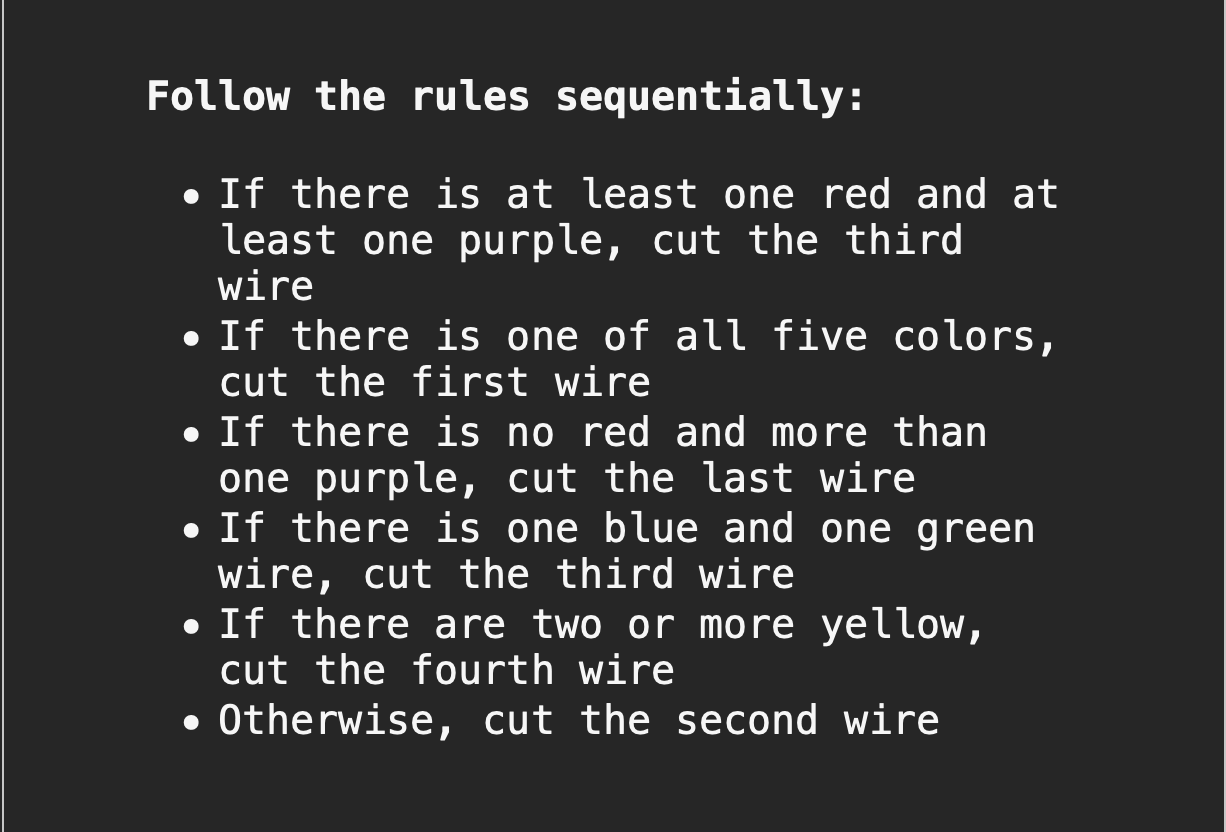 Follow the rules sequentially:
• If there is at least one red and at
least one purple, cut the third
wire
• If there is one of all five colors,
cut the first wire
• If there is no red and more than
one purple, cut the last wire
• If there is one blue and one green
wire, cut the third wire
• If there are two or more yellow,
cut the fourth wire
• Otherwise, cut the second wire